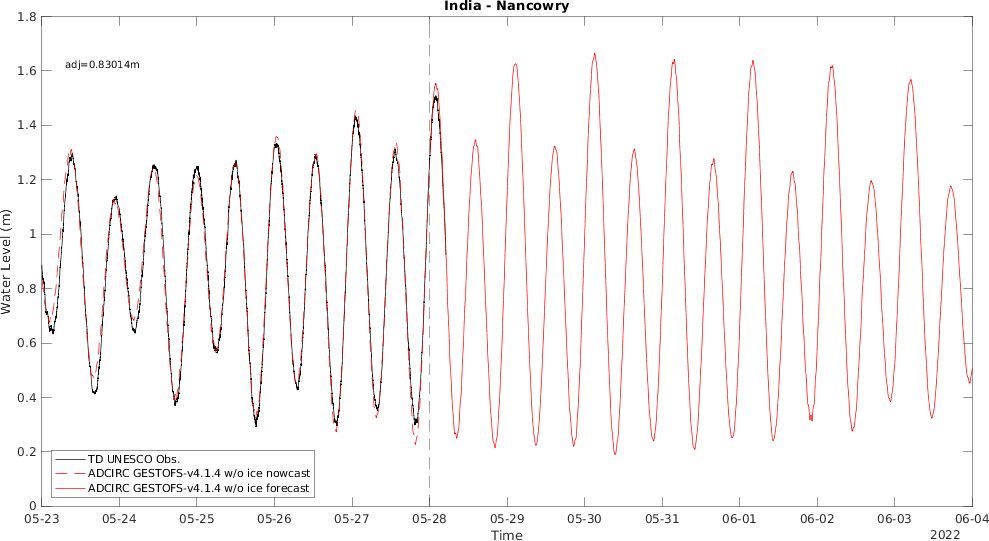 India - Nancowry
adj=0.83014m
Water Level (m)
1.8
1.6
1.4
1.2
1
0.8
0.6
0.4
0.2
0
TD UNESCO Obs.
ADCIRC GESTOFS-v4.1.4 w/o ice nowcast
ADCIRC GESTOFS-v4.1.4 w/o ice forecast
05-23 05-24 05-25 05-26 05-27 05-28 05-29 05-30 05-31 06-01 06-02 06-03 06-04
Time
2022